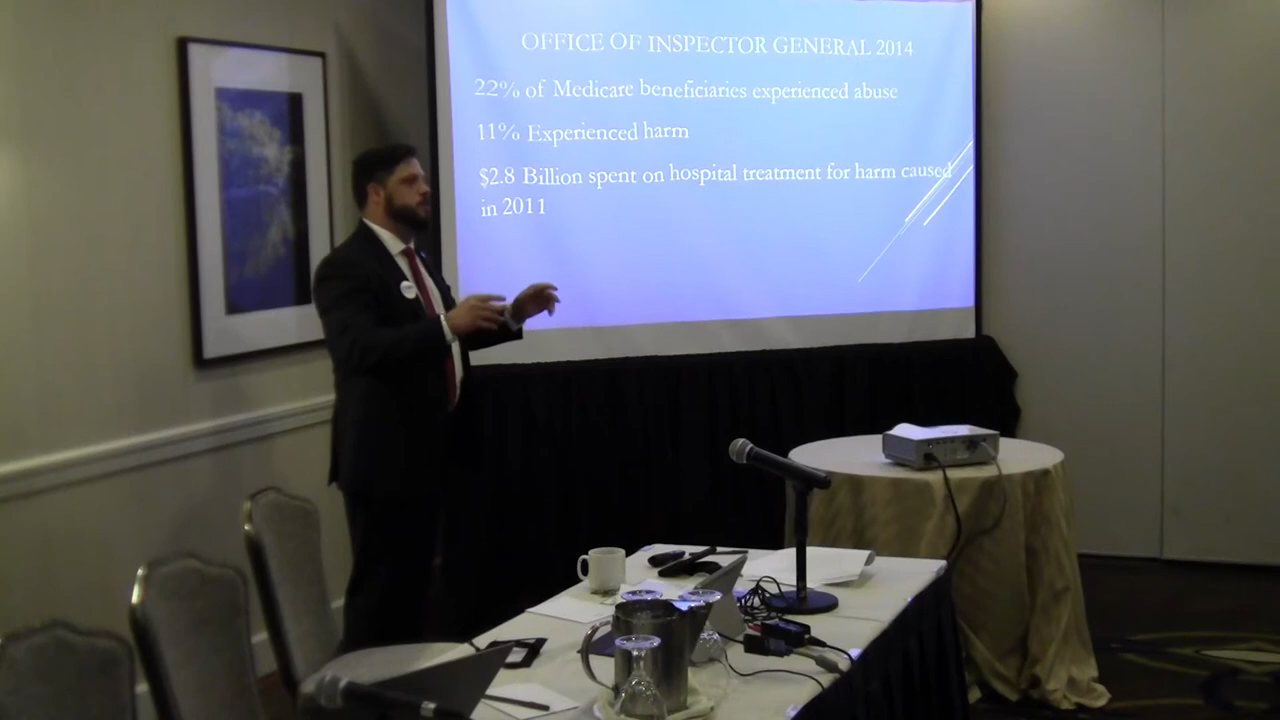 OFFICE OF INSPECTOR GENERAL 2014
22% of Medicare beneficiaries experienced abuse
11% Experienced harm
$2.8 Billion spent on hospital treatment for harm caused
in 2011